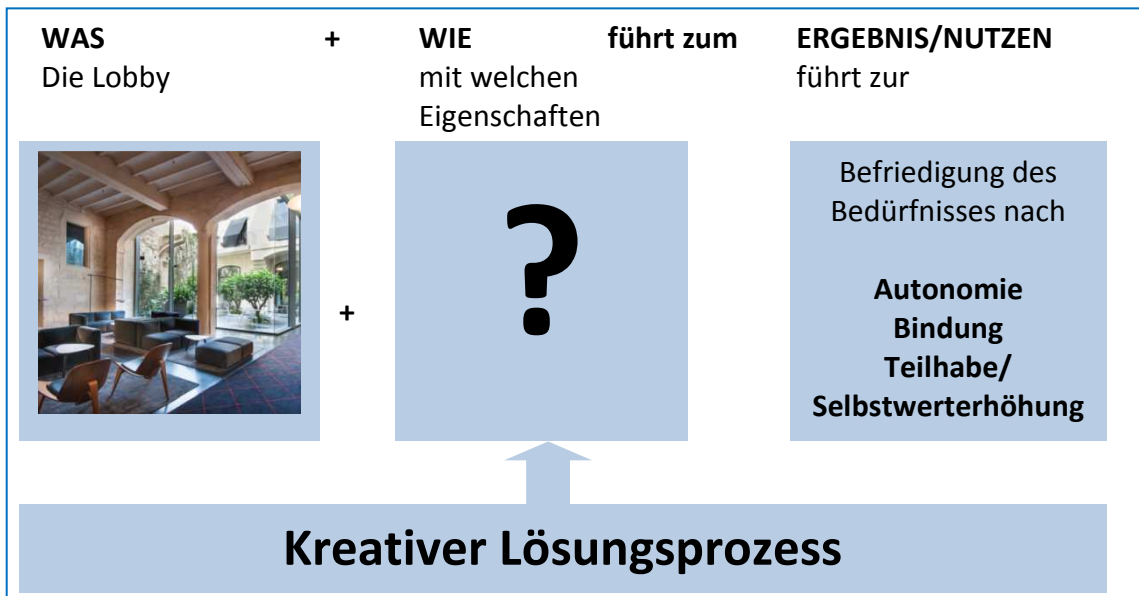 WAS + WIE führt zum ERGEBNIS/NUTZEN
Die Lobby mit welchen führt zur
Eigenschaften
+
?
Befriedigung des
Bedürfnisses nach
Autonomie
Bindung
Teilhabe/
Selbstwerterhöhung
Kreativer Lösungsprozess